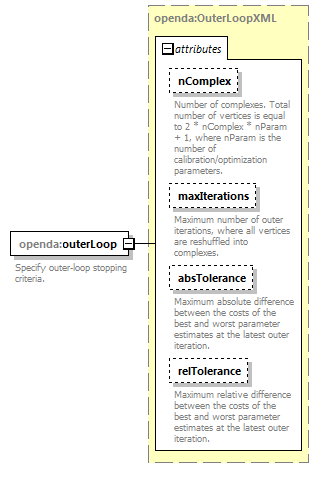 openda:OuterLoopXML
attributes
nComplex
Number of complexes. Total
number of vertices is equal
to 2 * nComplex * nParam
+ 1, where nParam is the
number of
calibration/optimization
parameters.
maxIterations
Maximum number of outer
iterations, where all vertices
are reshuffled into
complexes.
openda:outerLoop
Specify outer-loop stopping
criteria.
absTolerance
Maximum absolute difference
between the costs of the
best and worst parameter
estimates at the latest outer
iteration.
relTolerance
Maximum relative difference
between the costs of the
best and worst parameter
estimates at the latest outer
iteration.